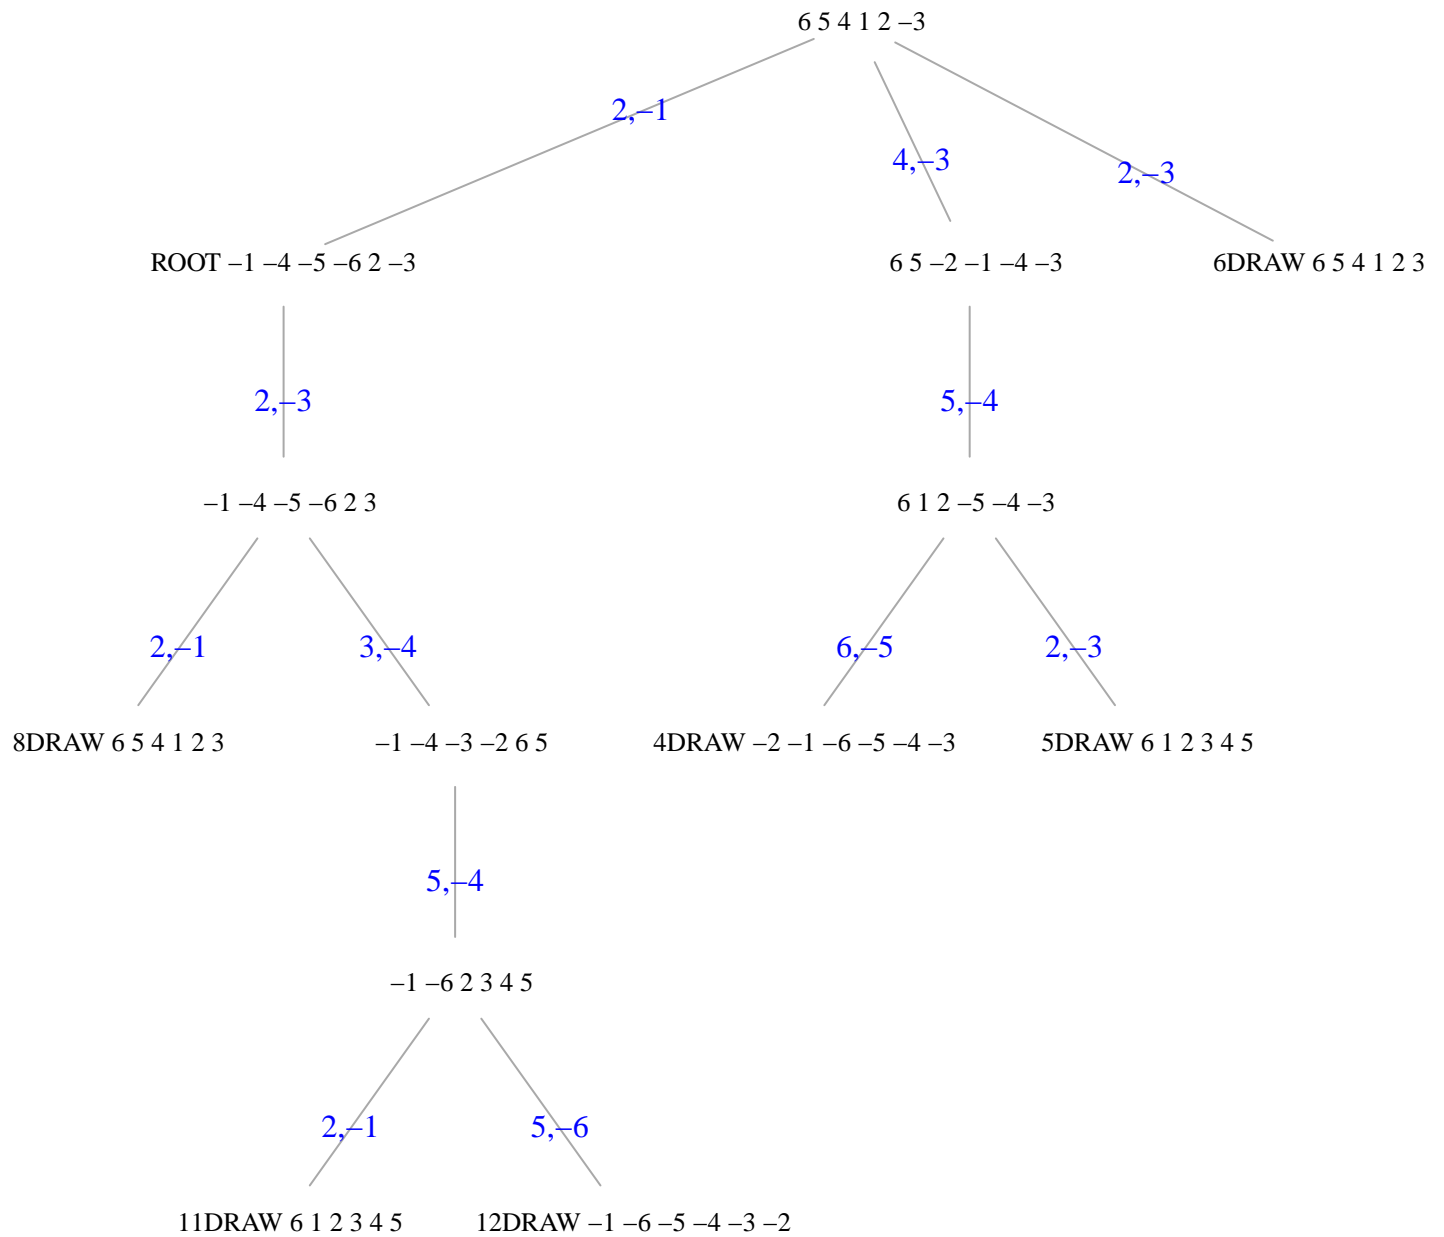 6 5 4 1 2 –3
2,–1
4,–3
2,–3
ROOT –1 –4 –5 –6 2 –3
6 5 –2 –1 –4 –3
6DRAW 6 5 4 1 2 3
2,–3
5,–4
–1 –4 –5 –6 2 3
6 1 2 –5 –4 –3
2,–1
3,–4
6,–5
2,–3
8DRAW 6 5 4 1 2 3
–1 –4 –3 –2 6 5
4DRAW –2 –1 –6 –5 –4 –3
5DRAW 6 1 2 3 4 5
5,–4
–1 –6 2 3 4 5
2,–1
5,–6
11DRAW 6 1 2 3 4 5
12DRAW –1 –6 –5 –4 –3 –2